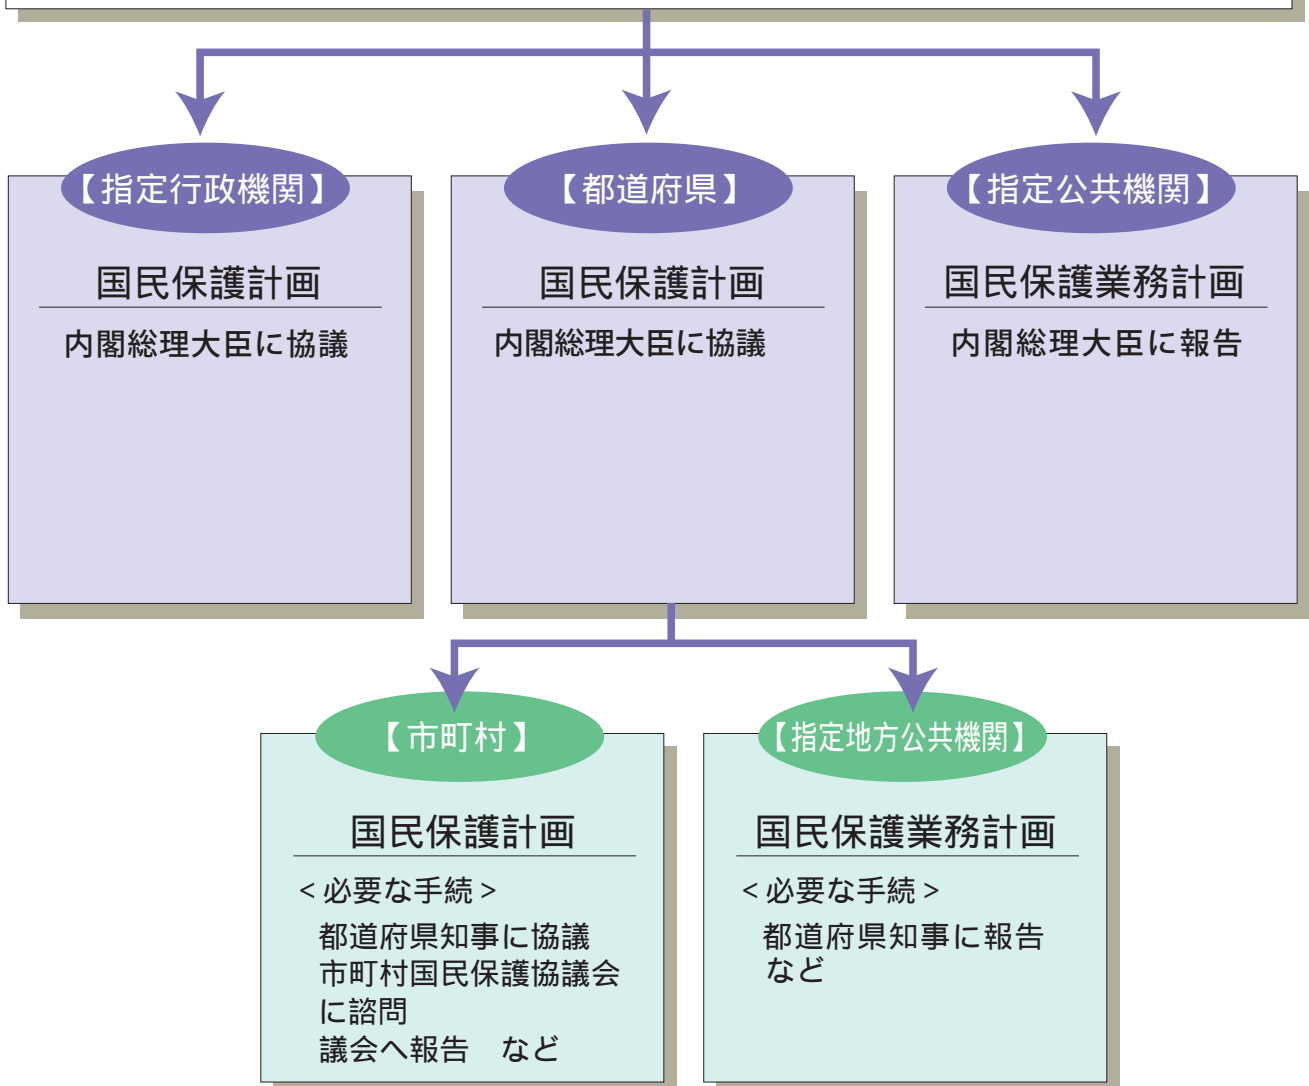 【指定行政機関】
国民保護計画
内閣総理大臣に協議
【都道府県】
国民保護計画
内閣総理大臣に協議
【指定公共機関】
国民保護業務計画
内閣総理大臣に報告
【市町村】
国民保護計画
<必要な手続>
都道府県知事に協議
市町村国民保護協議会
に諮問
議会へ報告　など
【指定地方公共機関】
国民保護業務計画
<必要な手続>
都道府県知事に報告
など